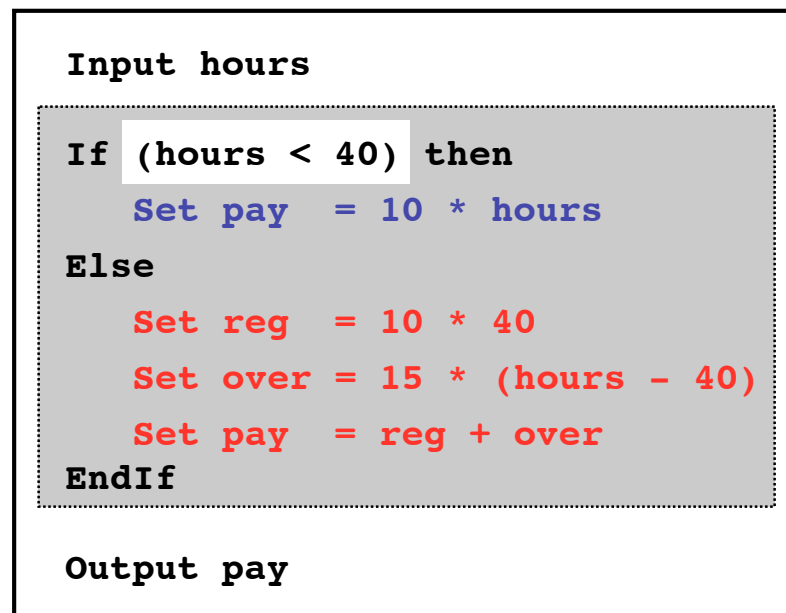 Input hours
If (hours < 40) then
Set pay = 10 * hours
Else
Set reg = 10 * 40
Set over = 15 * (hours – 40)
Set pay = reg + over
EndIf
Output pay